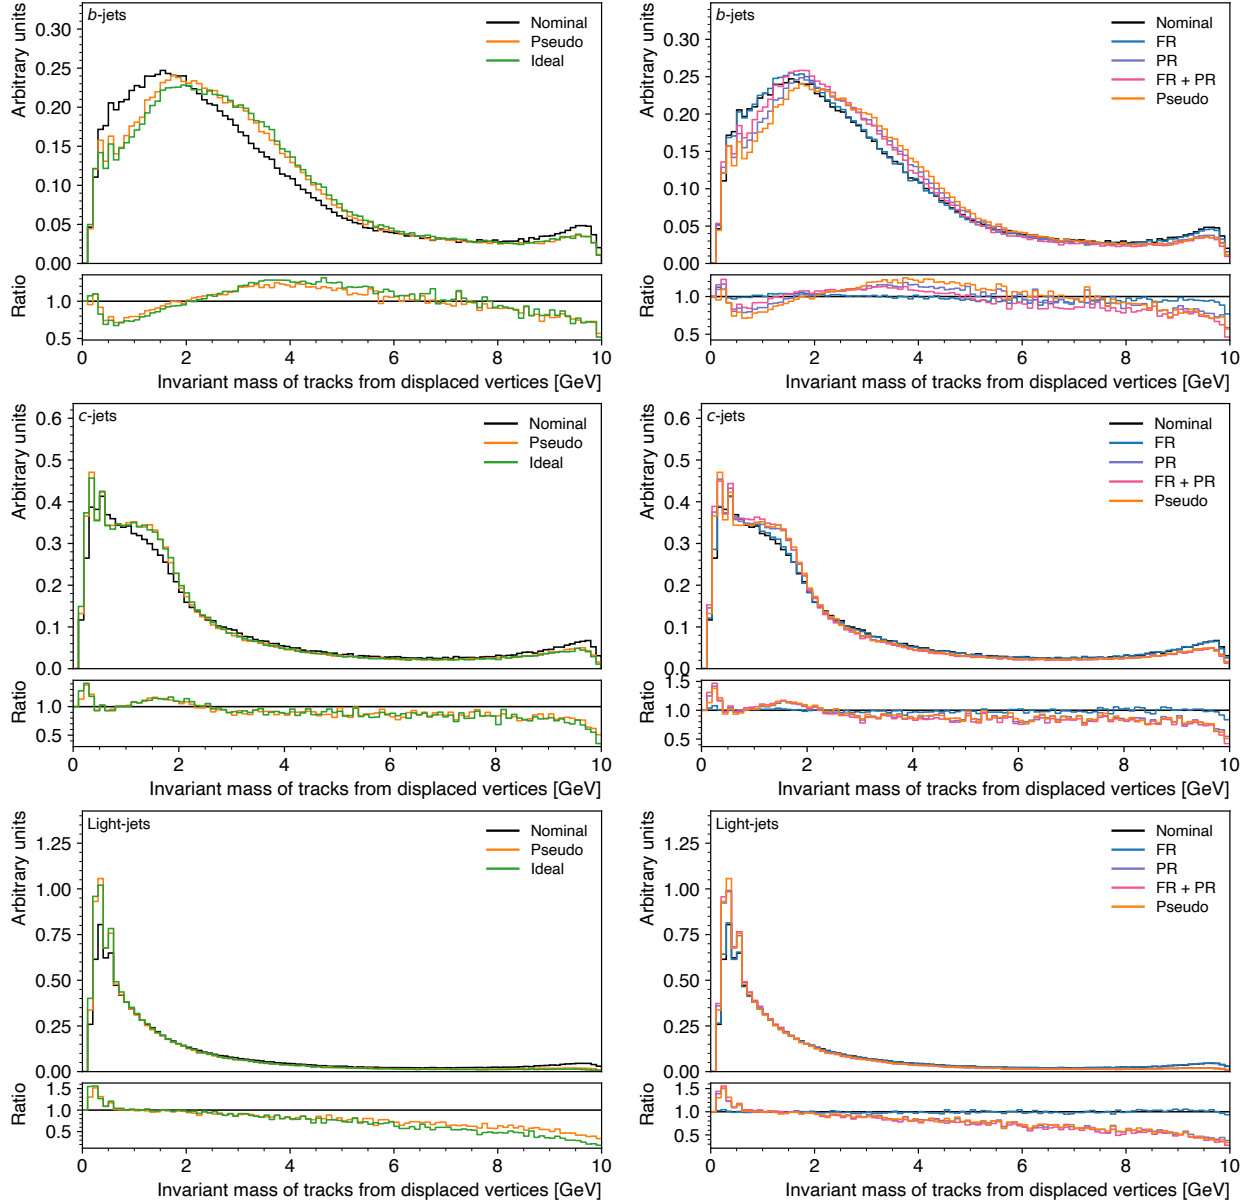 b-jets
Nominal
Pseudo
Ideal
Arbitrary units
0.30
0.25
0.20
0.15
0.10
0.05
0.00
Ratio
1.0
0.5
0 2 4 6 8 10
Invariant mass of tracks from displaced vertices [GeV]
b-jets
Nominal
FR
PR
FR + PR
Pseudo
Arbitrary units
0.30
0.25
0.20
0.15
0.10
0.05
0.00
Ratio
1.0
0.5
0 2 4 6 8 10
Invariant mass of tracks from displaced vertices [GeV]
c-jets
Nominal
Pseudo
Ideal
Arbitrary units
0.6
0.5
0.4
0.3
0.2
0.1
0.0
Ratio
1.0
0.5
0 2 4 6 8 10
Invariant mass of tracks from displaced vertices [GeV]
c-jets
Nominal
FR
PR
FR + PR
Pseudo
Arbitrary units
0.6
0.5
0.4
0.3
0.2
0.1
0.0
Ratio
1.5
1.0
0.5
0 2 4 6 8 10
Invariant mass of tracks from displaced vertices [GeV]
Light-jets
Nominal
Pseudo
Ideal
Arbitrary units
1.25
1.00
0.75
0.50
0.25
0.00
Ratio
1.5
1.0
0.5
0 2 4 6 8 10
Invariant mass of tracks from displaced vertices [GeV]
Light-jets
Nominal
FR
PR
FR + PR
Pseudo
Arbitrary units
1.25
1.00
0.75
0.50
0.25
0.00
Ratio
1.5
1.0
0.5
0 2 4 6 8 10
Invariant mass of tracks from displaced vertices [GeV]